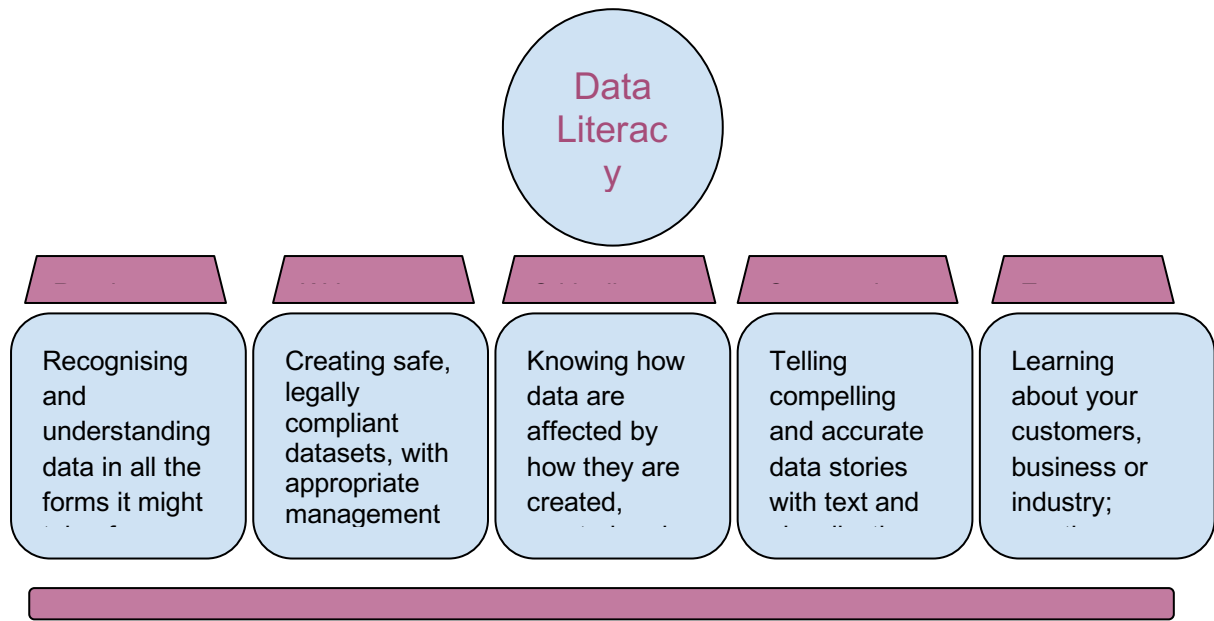 Data
Literac
y
Recognising
and
understanding
data in all the
forms it might
Creating safe,
legally
compliant
datasets, with
appropriate
management
Knowing how
data are
affected by
how they are
created,
Telling
compelling
and accurate
data stories
with text and
Learning
about your
customers,
business or
industry;